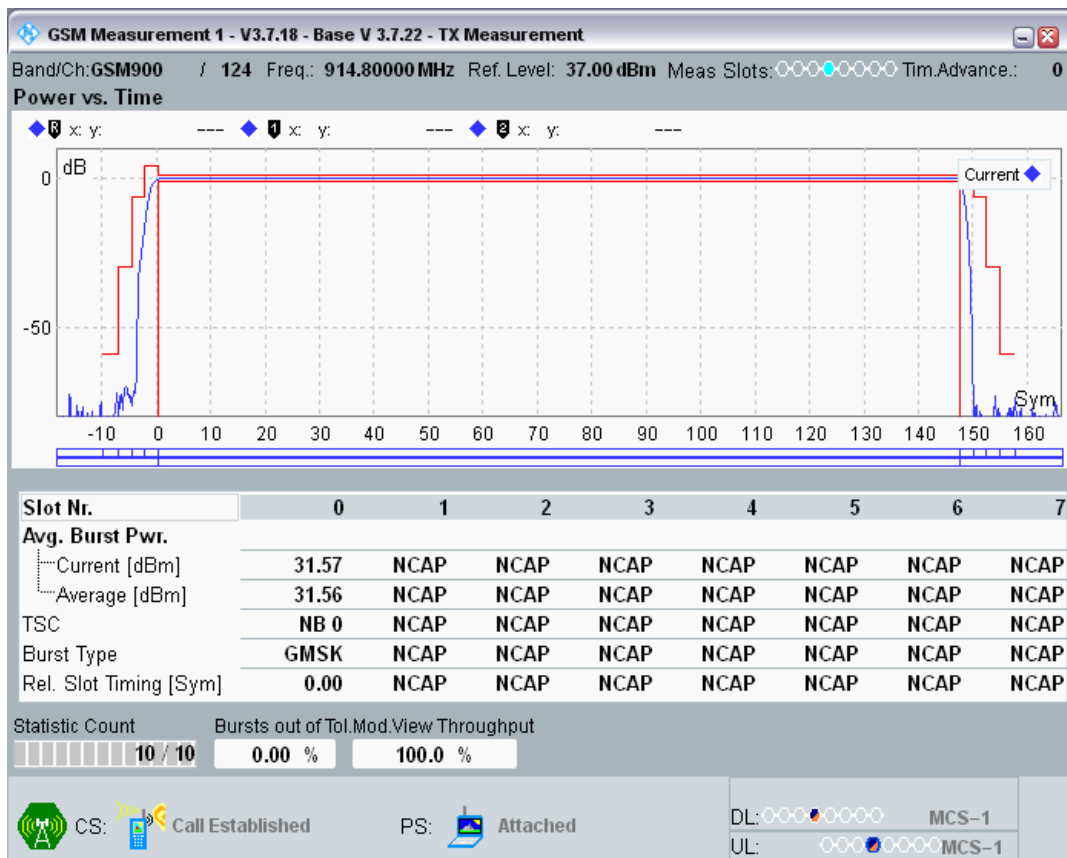 GSM Measurement 1 - V3.7.18 - Base V 3.7.22 - TX Measurement
Band/Ch:GSM900 / 124 Freq.: 914.80000 MHz Ref. Level: 37.00 dBm Meas Slots: Tim.Advance.: 0
Power vs. Time
R x: y: --- 1 x: y: --- 2 x: y: ---
dB
Current
0
-50
Sym
-10 0 10 20 30 40 50 60 70 80 90 100 110 120 130 140 150 160
Slot Nr. 0 1 2 3 4 5 6 7
Avg. Burst Pwr.
Current [dBm] 31.57 NCAP NCAP NCAP NCAP NCAP NCAP NCAP
Average [dBm] 31.56 NCAP NCAP NCAP NCAP NCAP NCAP NCAP
TSC NB 0 NCAP NCAP NCAP NCAP NCAP NCAP NCAP
Burst Type GMSK NCAP NCAP NCAP NCAP NCAP NCAP NCAP
Rel. Slot Timing [Sym] 0.00 NCAP NCAP NCAP NCAP NCAP NCAP NCAP
Statistic Count Bursts out of Tol.Mod.View Throughput
10 / 10 0.00 % 100.0 %
CS: Call Established PS: Attached
DL: MCS-1
UL: MCS-1